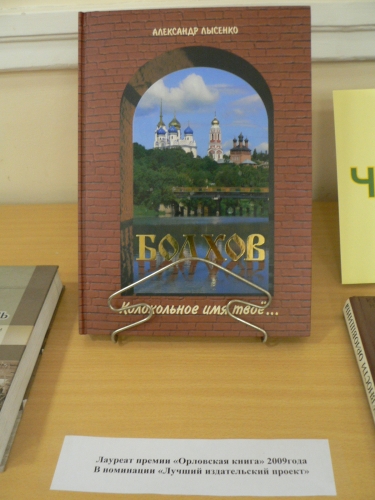 АЛЕКСАНДР ЛЫСЕНКО
БОЛХОВ
Колокольное имя твоё...
Лауреат премии «Орловская книга» 2009года
В номинации «Лучший издательский проект»
Ч